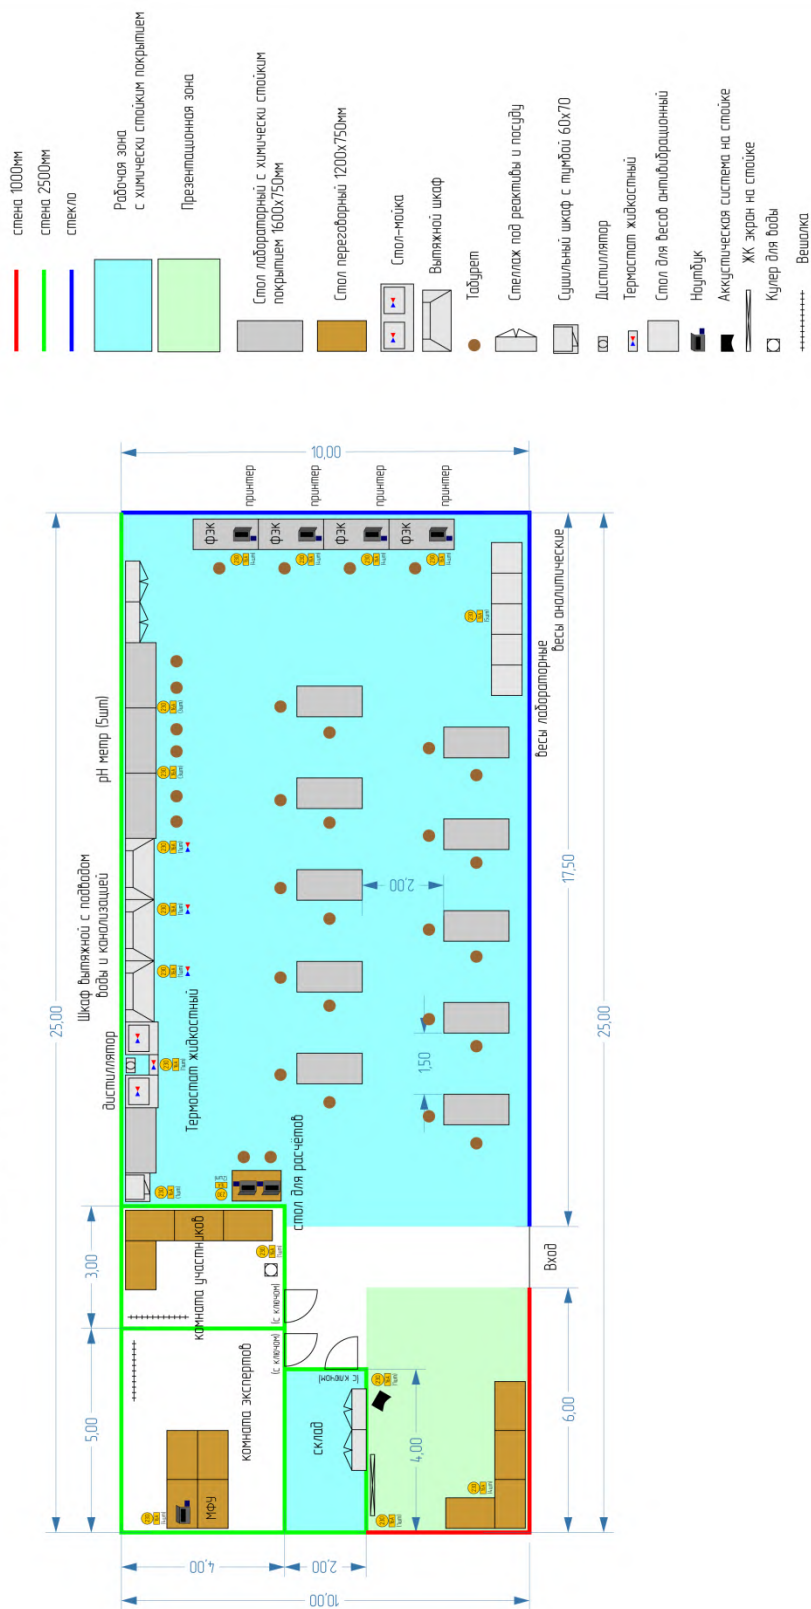 стена 1000мм
стена 2500мм
стекло
Рабочая зона
с химически стойким покрытием
Презентационная зона
Стол лабораторный с химически стойким
покрытием 1600х750мм
Стол переговорный 1200х750мм
Стол-мойка
Вытяжной шкаф
Табурет
Стеллаж под реактивы и посуду
Сушильный шкаф с тумбой 60х70
Дистиллятор
Термостат жидкостный
Стол для весов антивибрационный
Ноутбук
Аккустическая система на стойке
ЖК экран на стойке
Кулер для воды
Вешалка
25,00
10,00
5,00
3,00
дистиллятор
Шкаф вытяжной с подводом
воды и канализацией
pH метр (5шт)
Термостат жидкостный
принтер
принтер
принтер
принтер
ФЭК
ФЭК
ФЭК
ФЭК
комната участников
комната экспертов
МФУ
стол для расчётов
(с ключом)
(с ключом)
(с ключом)
склад
4,00
2,00
10,00
4,00
2,00
1,50
весы лабораторные
весы аналитические
Вход
6,00
17,50
25,00